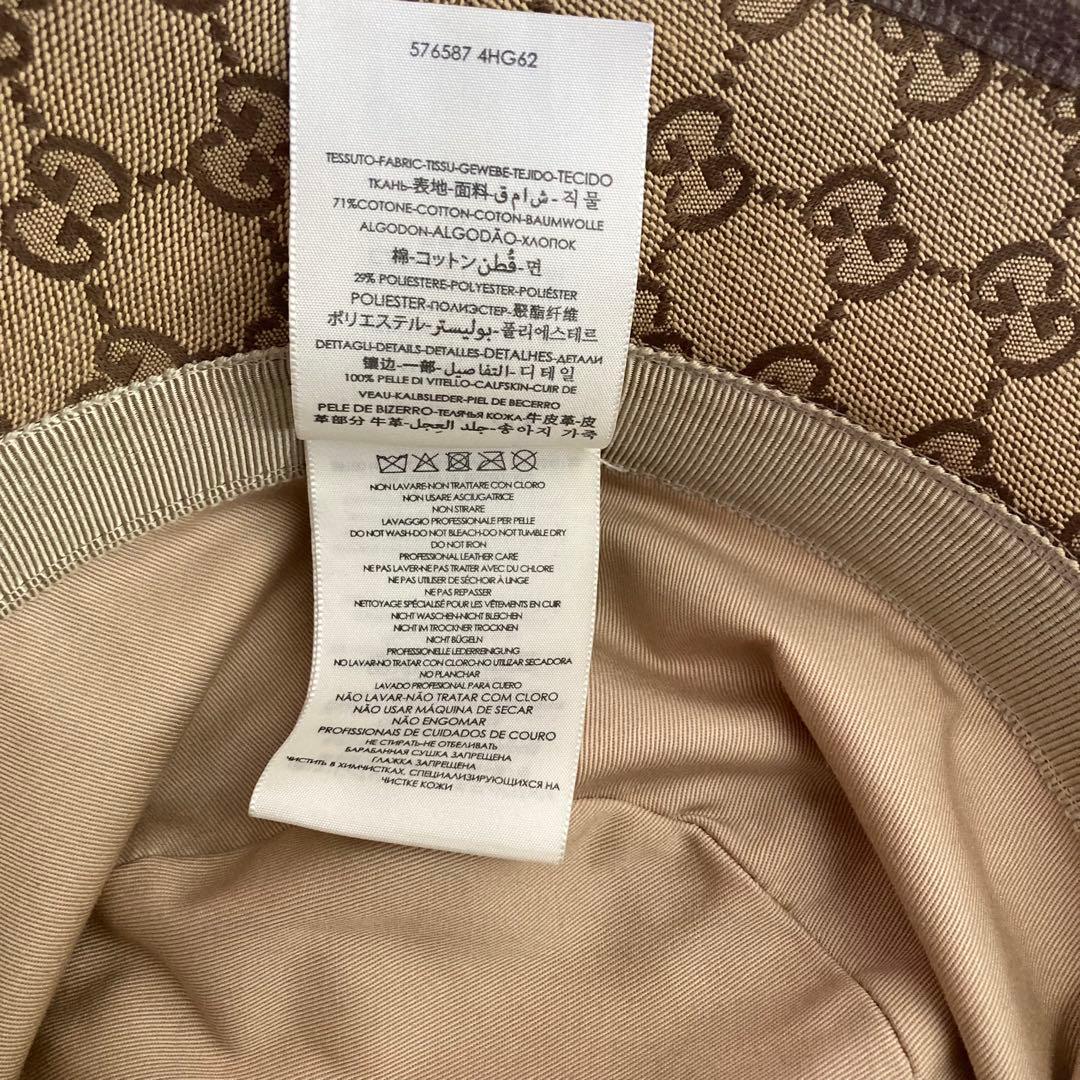 576587 4HG62
TESSUTO-FABRIC-TISSU-GEWEBE-TEJIDO-TECIDO
ТКАНЬ-表地-面料-قماش-직물
71%COTONE-COTTON-COTON-BAUMWOLLE
ALGODON-ALGODÃO-ХЛОПОК
棉-コットン-قُطن-면
29% POLIESTERE-POLYESTER-POLIÉSTER
POLIESTER-ПОЛИЭСТЕР-聚酯纤维
ポリエステル-بوليستر-폴리에스테르
DETTAGLI-DETAILS-DETALLES-DETALHES-ДЕТАЛИ
镶边-一部-التفاصيل-디테일
100% PELLE DI VITELLO-CALFSKIN-CUIR DE
VEAU-KALBSLEDER-PIEL DE BECERRO
PELE DE BIZERRO-ТЕЛЯЧЬЯ КОЖА-牛皮革-皮
革部分 牛革-جلد العِجل-송아지 가죽
NON LAVARE-NON TRATTARE CON CLORO
NON USARE ASCIUGATRICE
NON STIRARE
LAVAGGIO PROFESSIONALE PER PELLE
DO NOT WASH-DO NOT BLEACH-DO NOT TUMBLE DRY
DO NOT IRON
PROFESSIONAL LEATHER CARE
NE PAS LAVER-NE PAS TRAITER AVEC DU CHLORE
NE PAS UTILISER DE SÉCHOIR À LINGE
NE PAS REPASSER
NETTOYAGE SPÉCIALISÉ POUR LES VÊTEMENTS EN CUIR
NICHT WASCHEN-NICHT BLEICHEN
NICHT IM TROCKNER TROCKNEN
NICHT BÜGELN
PROFESSIONELLE LEDERREINIGUNG
NO LAVAR-NO TRATAR CON CLORO-NO UTILIZAR SECADORA
NO PLANCHAR
LAVADO PROFESIONAL PARA CUERO
NÃO LAVAR-NÃO TRATAR COM CLORO
NÃO USAR MÁQUINA DE SECAR
NÃO ENGOMAR
PROFISSIONAIS DE CUIDADOS DE COURO
НЕ СТИРАТЬ-НЕ ОТБЕЛИВАТЬ
БАРАБАННАЯ СУШКА ЗАПРЕЩЕНА
ГЛАЖКА ЗАПРЕЩЕНА
ЧИСТИТЬ В ХИМЧИСТКАХ, СПЕЦИАЛИЗИРУЮЩИХСЯ НА
ЧИСТКЕ КОЖИ